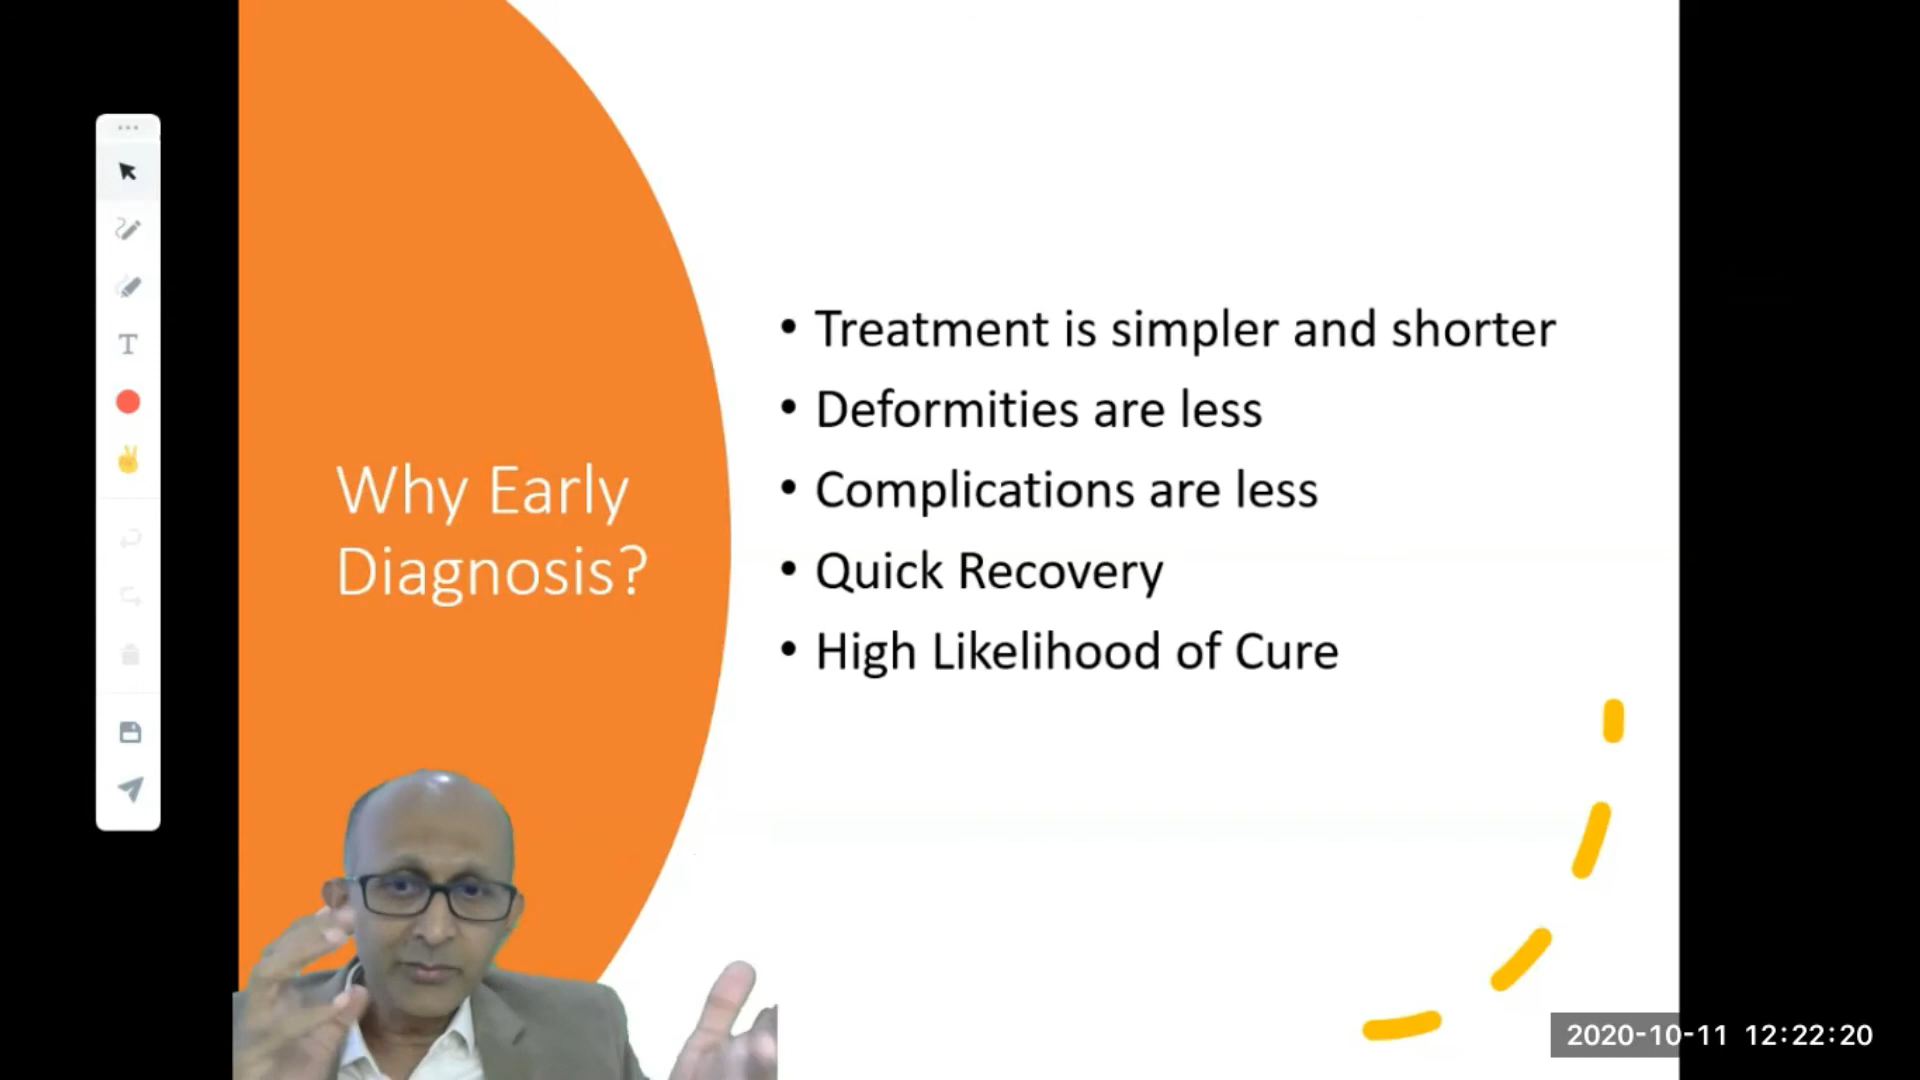 Why Early
Diagnosis?
• Treatment is simpler and shorter
• Deformities are less
• Complications are less
• Quick Recovery
• High Likelihood of Cure
T
2020-10-11 12:22:20